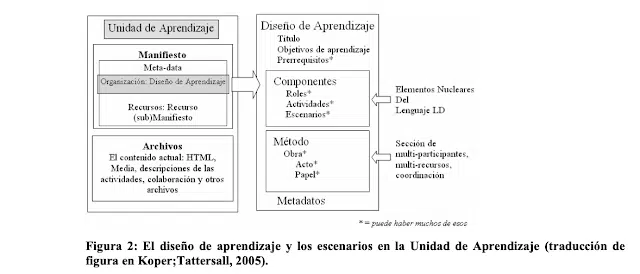 Unidad de Aprendizaje
Manifiesto
Meta-data
Organización: Diseño de Aprendizaje
Recursos: Recurso
(sub)Manifiesto
Archivos
El contenido actual: HTML,
Media, descripciones de las
actividades, colaboración y otros
archivos
Diseño de Aprendizaje
Titulo
Objetivos de aprendizaje
Prerrequisitos*
Componentes
Roles*
Actividades*
Escenarios*
Método
Obra*
Acto*
Papel*
Metadatos
Elementos Nucleares
Del
Lenguaje LD
Sección de
multi-participantes,
multi-recursos,
coordinación
* = puede haber muchos de esos
Figura 2: El diseño de aprendizaje y los escenarios en la Unidad de Aprendizaje (traducción de
figura en Koper;Tattersall, 2005).